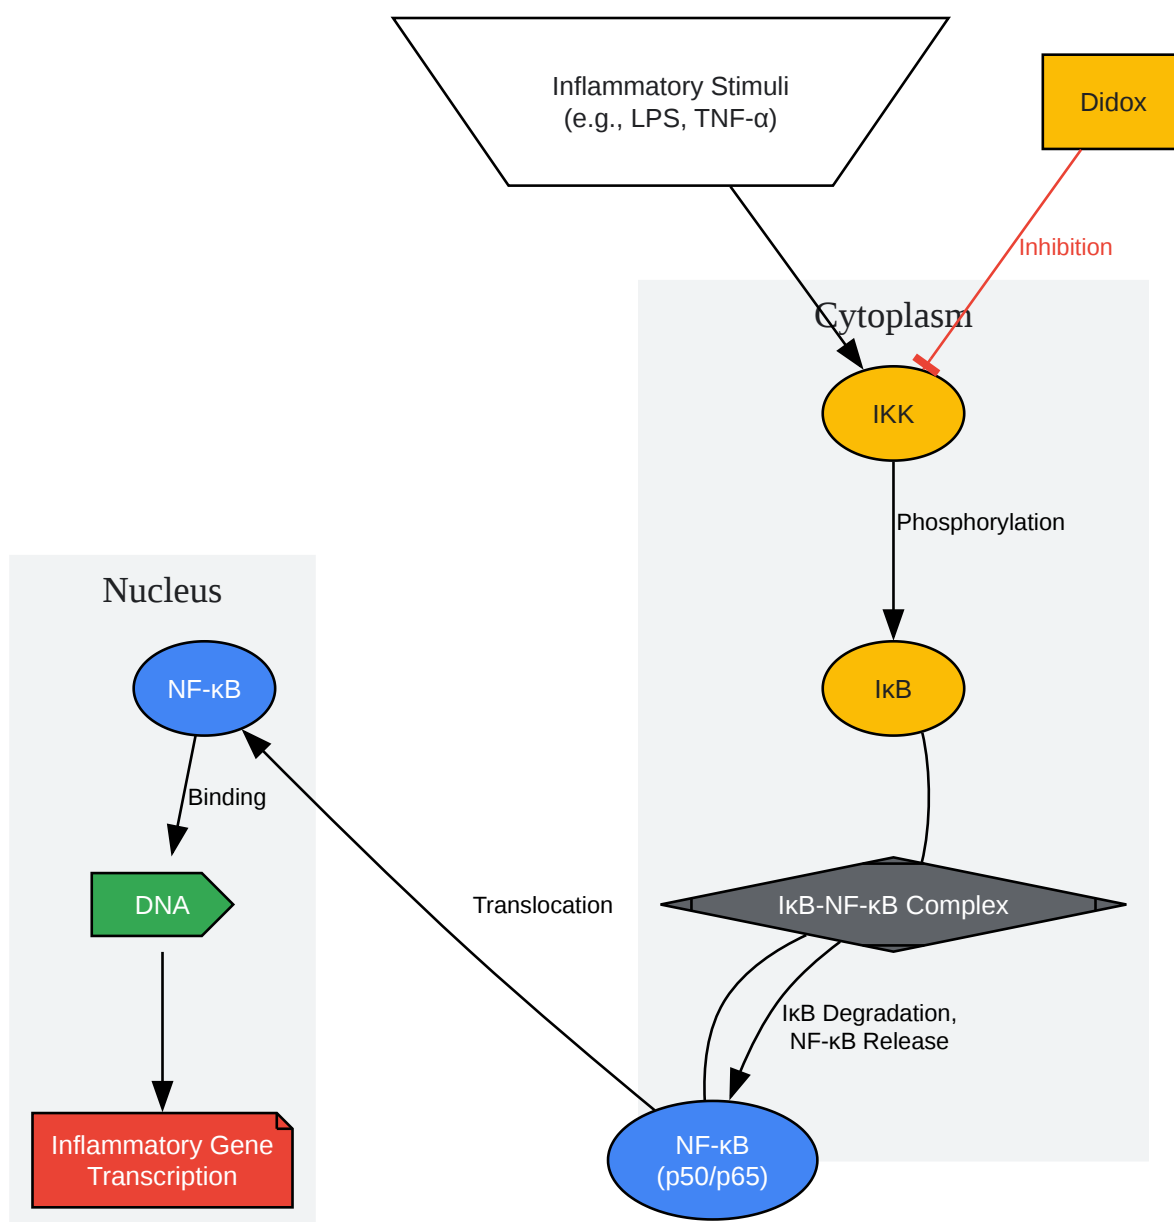 Inflammatory Stimuli
(e.g., LPS, TNF-α)
Didox
Inhibition
Cytoplasm
IKK
Phosphorylation
Nucleus
NF-κB
IκB
Binding
DNA
Translocation
IκB-NF-κB Complex
IκB Degradation,
NF-κB Release
Inflammatory Gene
Transcription
NF-κB
(p50/p65)